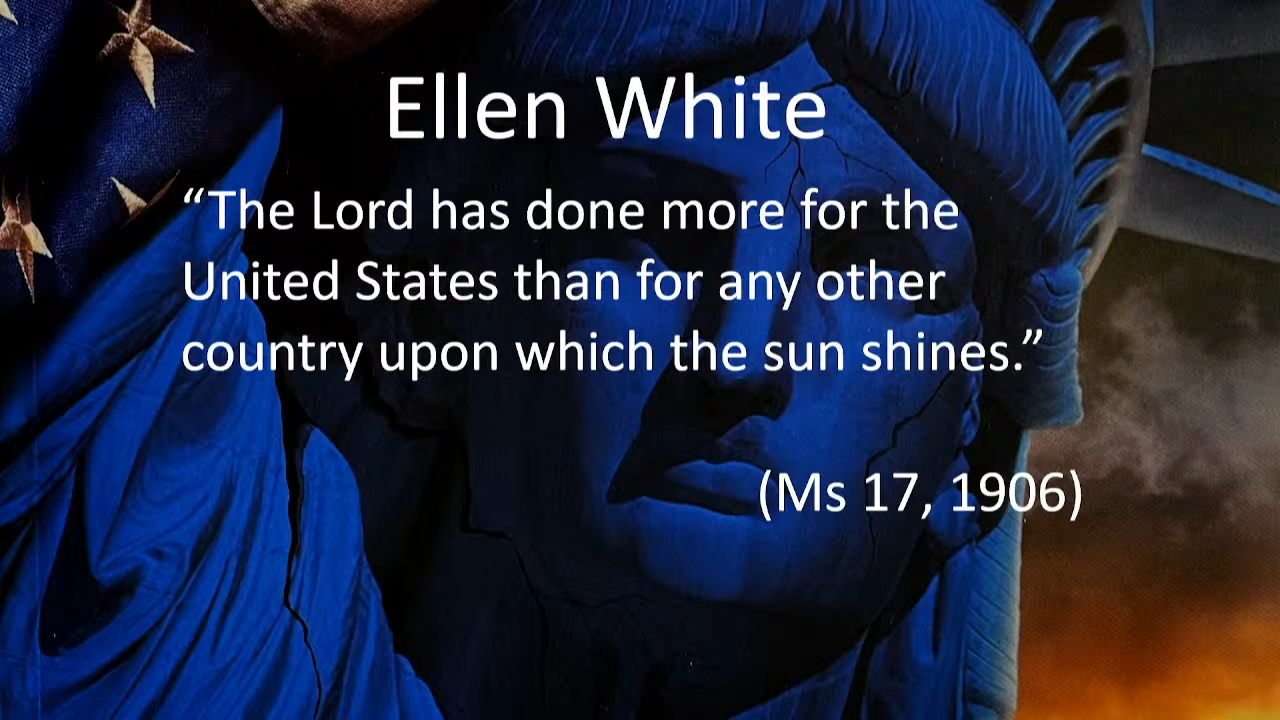 Ellen White
“The Lord has done more for the
United States than for any other
country upon which the sun shines.”
(Ms 17, 1906)